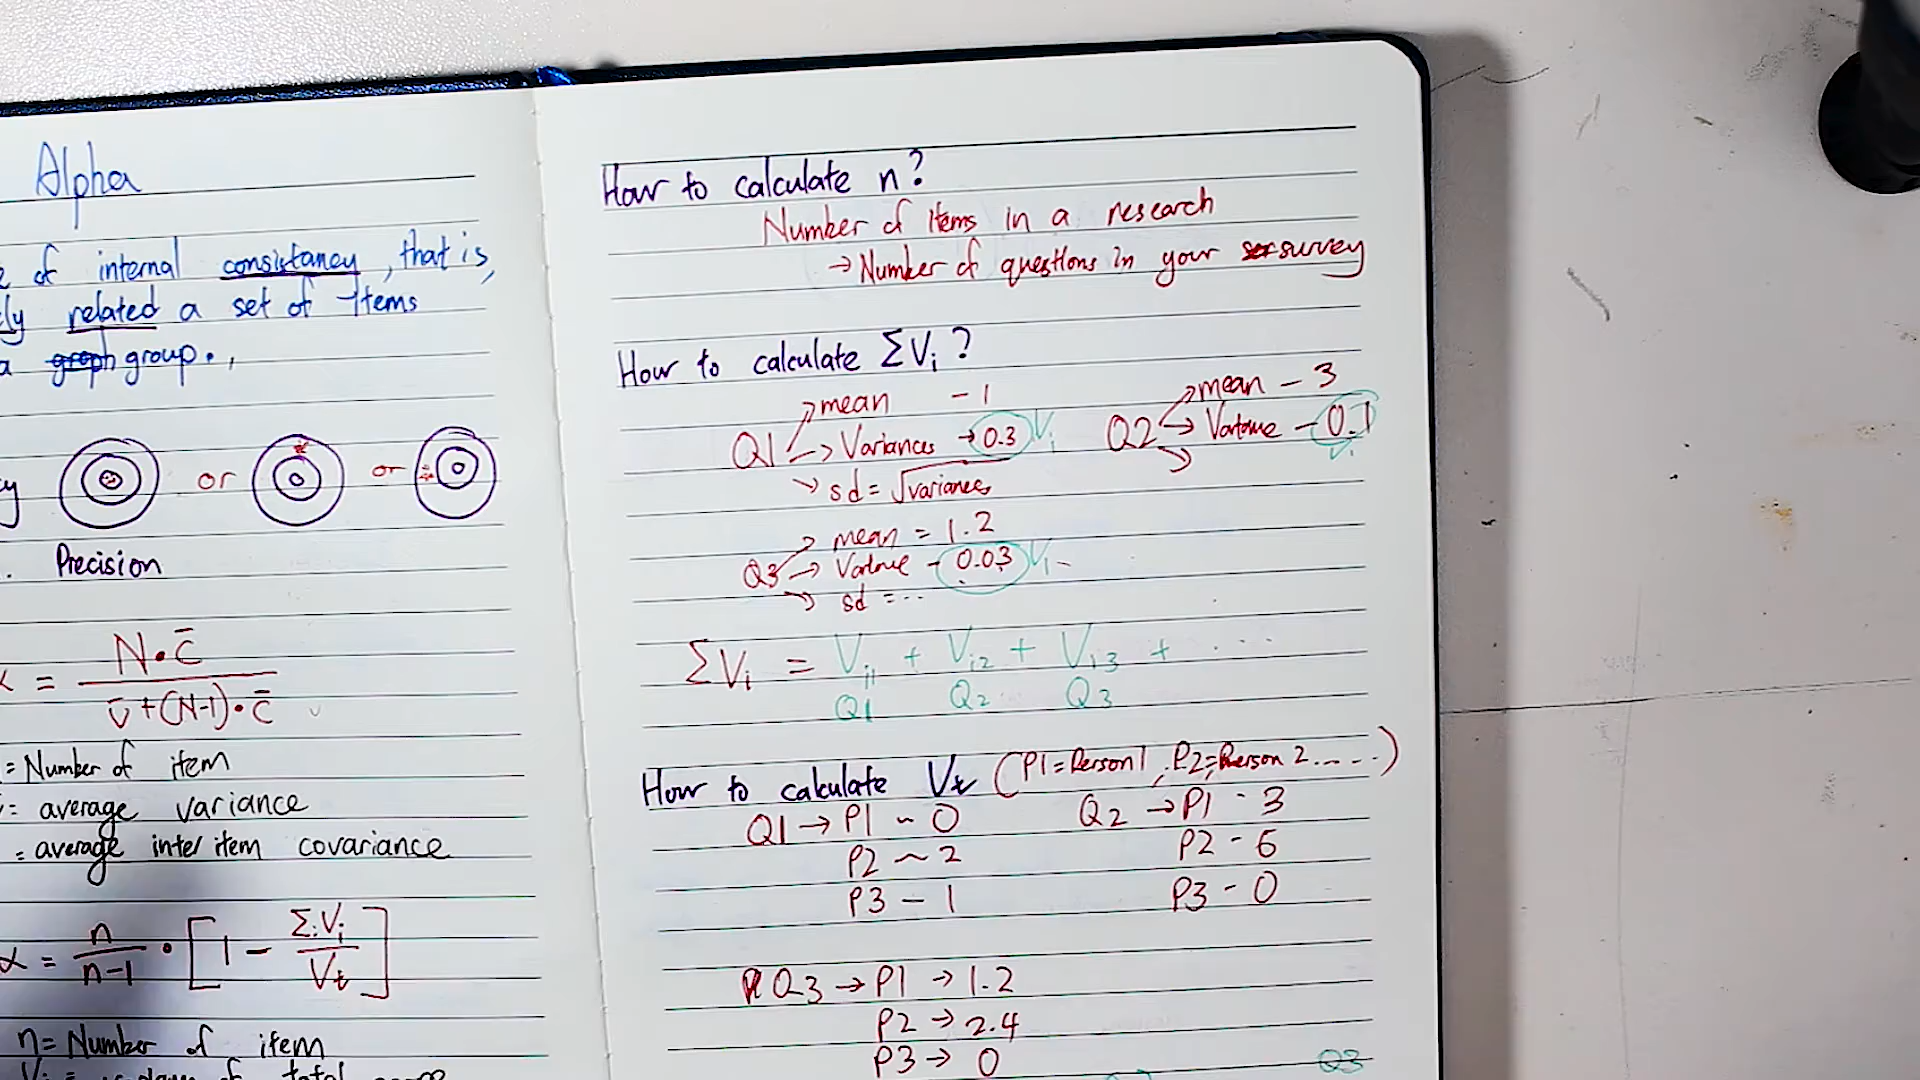 Alpha
of internal consistancy, that is,
ly related a set of Items
a group.
or or
Precision
α = N·c̄ / v̄+(N-1)·c̄
= Number of item
= average variance
= average inter item covariance
α = n/n-1 · [1 - ΣVi/Vt]
n = Number of item
How to calculate n?
Number of items in a research
→ Number of questions in your survey
How to calculate ΣVi?
Q1 → mean - 1
→ Variances → 0.3 Vi
→ sd = √variances
Q2 → mean - 3
→ - 0.1
Vi
Q3 → mean = 1.2
→ - 0.03 Vi
→ sd = ..
ΣVi = Vi1 + Vi2 + Vi3 + ....
Q1 Q2 Q3
How to calculate Vt (P1 = Person 1, P2 = Person 2.....)
Q1 → P1 - 0
P2 - 2
P3 - 1
Q2 → P1 - 3
P2 - 6
P3 - 0
Q3 → P1 → 1.2
P2 → 2.4
P3 → 0
Q3